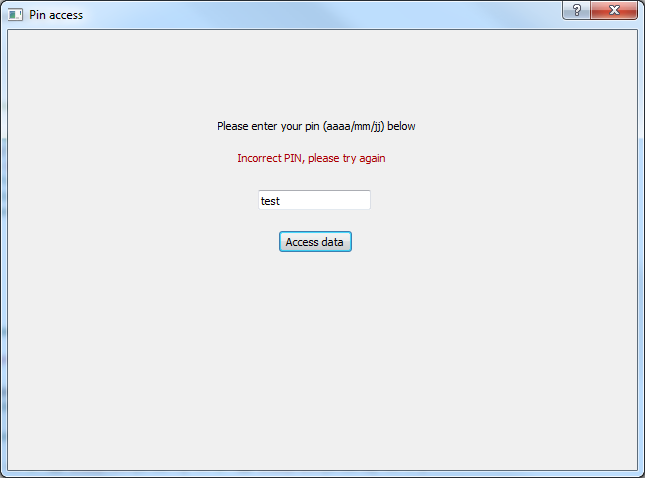 Pin access
Please enter your pin (aaaa/mm/jj) below
Incorrect PIN, please try again
test
Access data